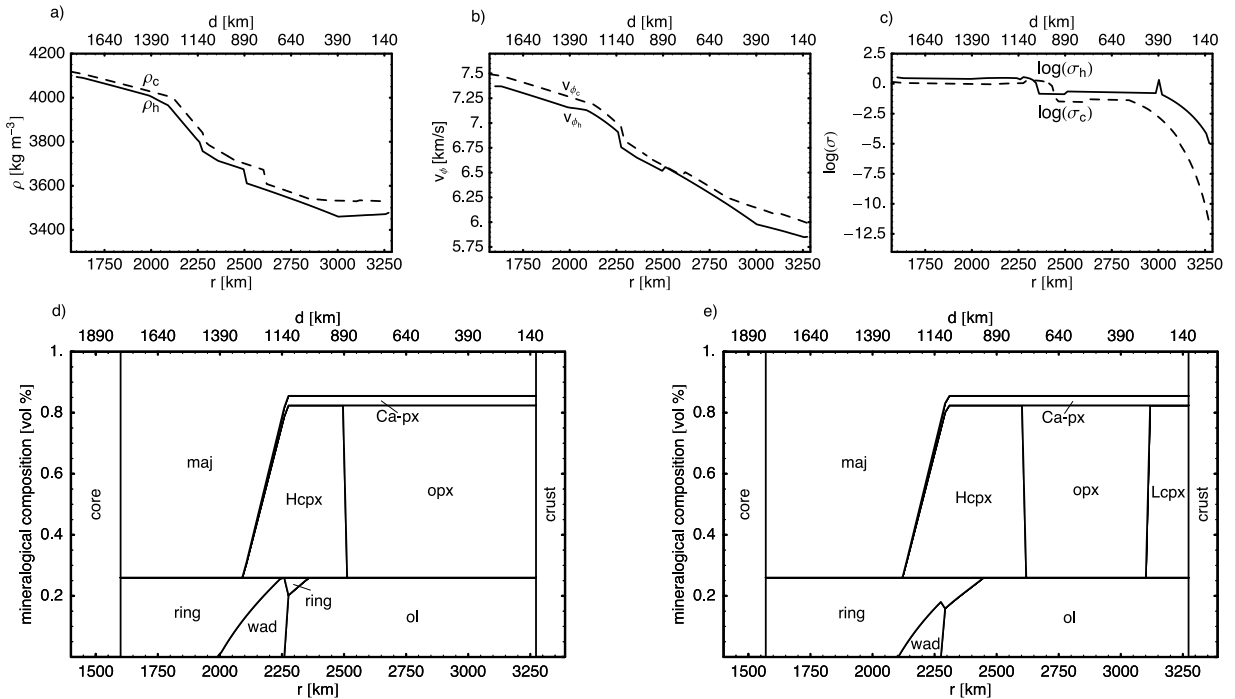 a)
d [km]
1640 1390 1140 890 640 390 140
4200
4000
3800
3600
3400
ρ [kg m⁻³]
ρc
ρh
1750 2000 2250 2500 2750 3000 3250
r [km]
b)
d [km]
1640 1390 1140 890 640 390 140
7.5
7.25
7.
6.75
6.5
6.25
6.
5.75
vϕ [km/s]
vϕc
vϕh
1750 2000 2250 2500 2750 3000 3250
r [km]
c)
d [km]
1640 1390 1140 890 640 390 140
2.5
0.
−2.5
−5.
−7.5
−10.
−12.5
log(σ)
log(σh)
log(σc)
1750 2000 2250 2500 2750 3000 3250
r [km]
d)
d [km]
1890 1640 1390 1140 890 640 390 140
1.
0.8
0.6
0.4
0.2
mineralogical composition [vol %]
core
maj
Ca-px
Hcpx
opx
crust
ring
wad
ring
ol
1500 1750 2000 2250 2500 2750 3000 3250
r [km]
e)
d [km]
1890 1640 1390 1140 890 640 390 140
1.
0.8
0.6
0.4
0.2
mineralogical composition [vol %]
core
maj
Ca-px
Hcpx
opx
Lcpx
crust
ring
wad
ol
1500 1750 2000 2250 2500 2750 3000 3250
r [km]